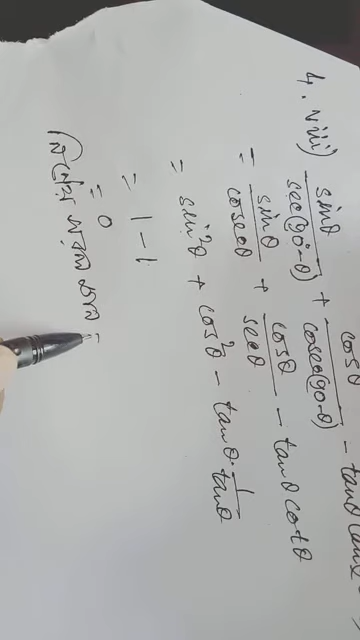 4. viii) sinθ/sec(90°-θ) + cosθ/cosec(90-θ) - tanθ tan
= sinθ/cosecθ + cosθ/secθ - tanθ cotθ
= sin²θ + cos²θ - tanθ · 1/tanθ
= 1 - 1
= 0